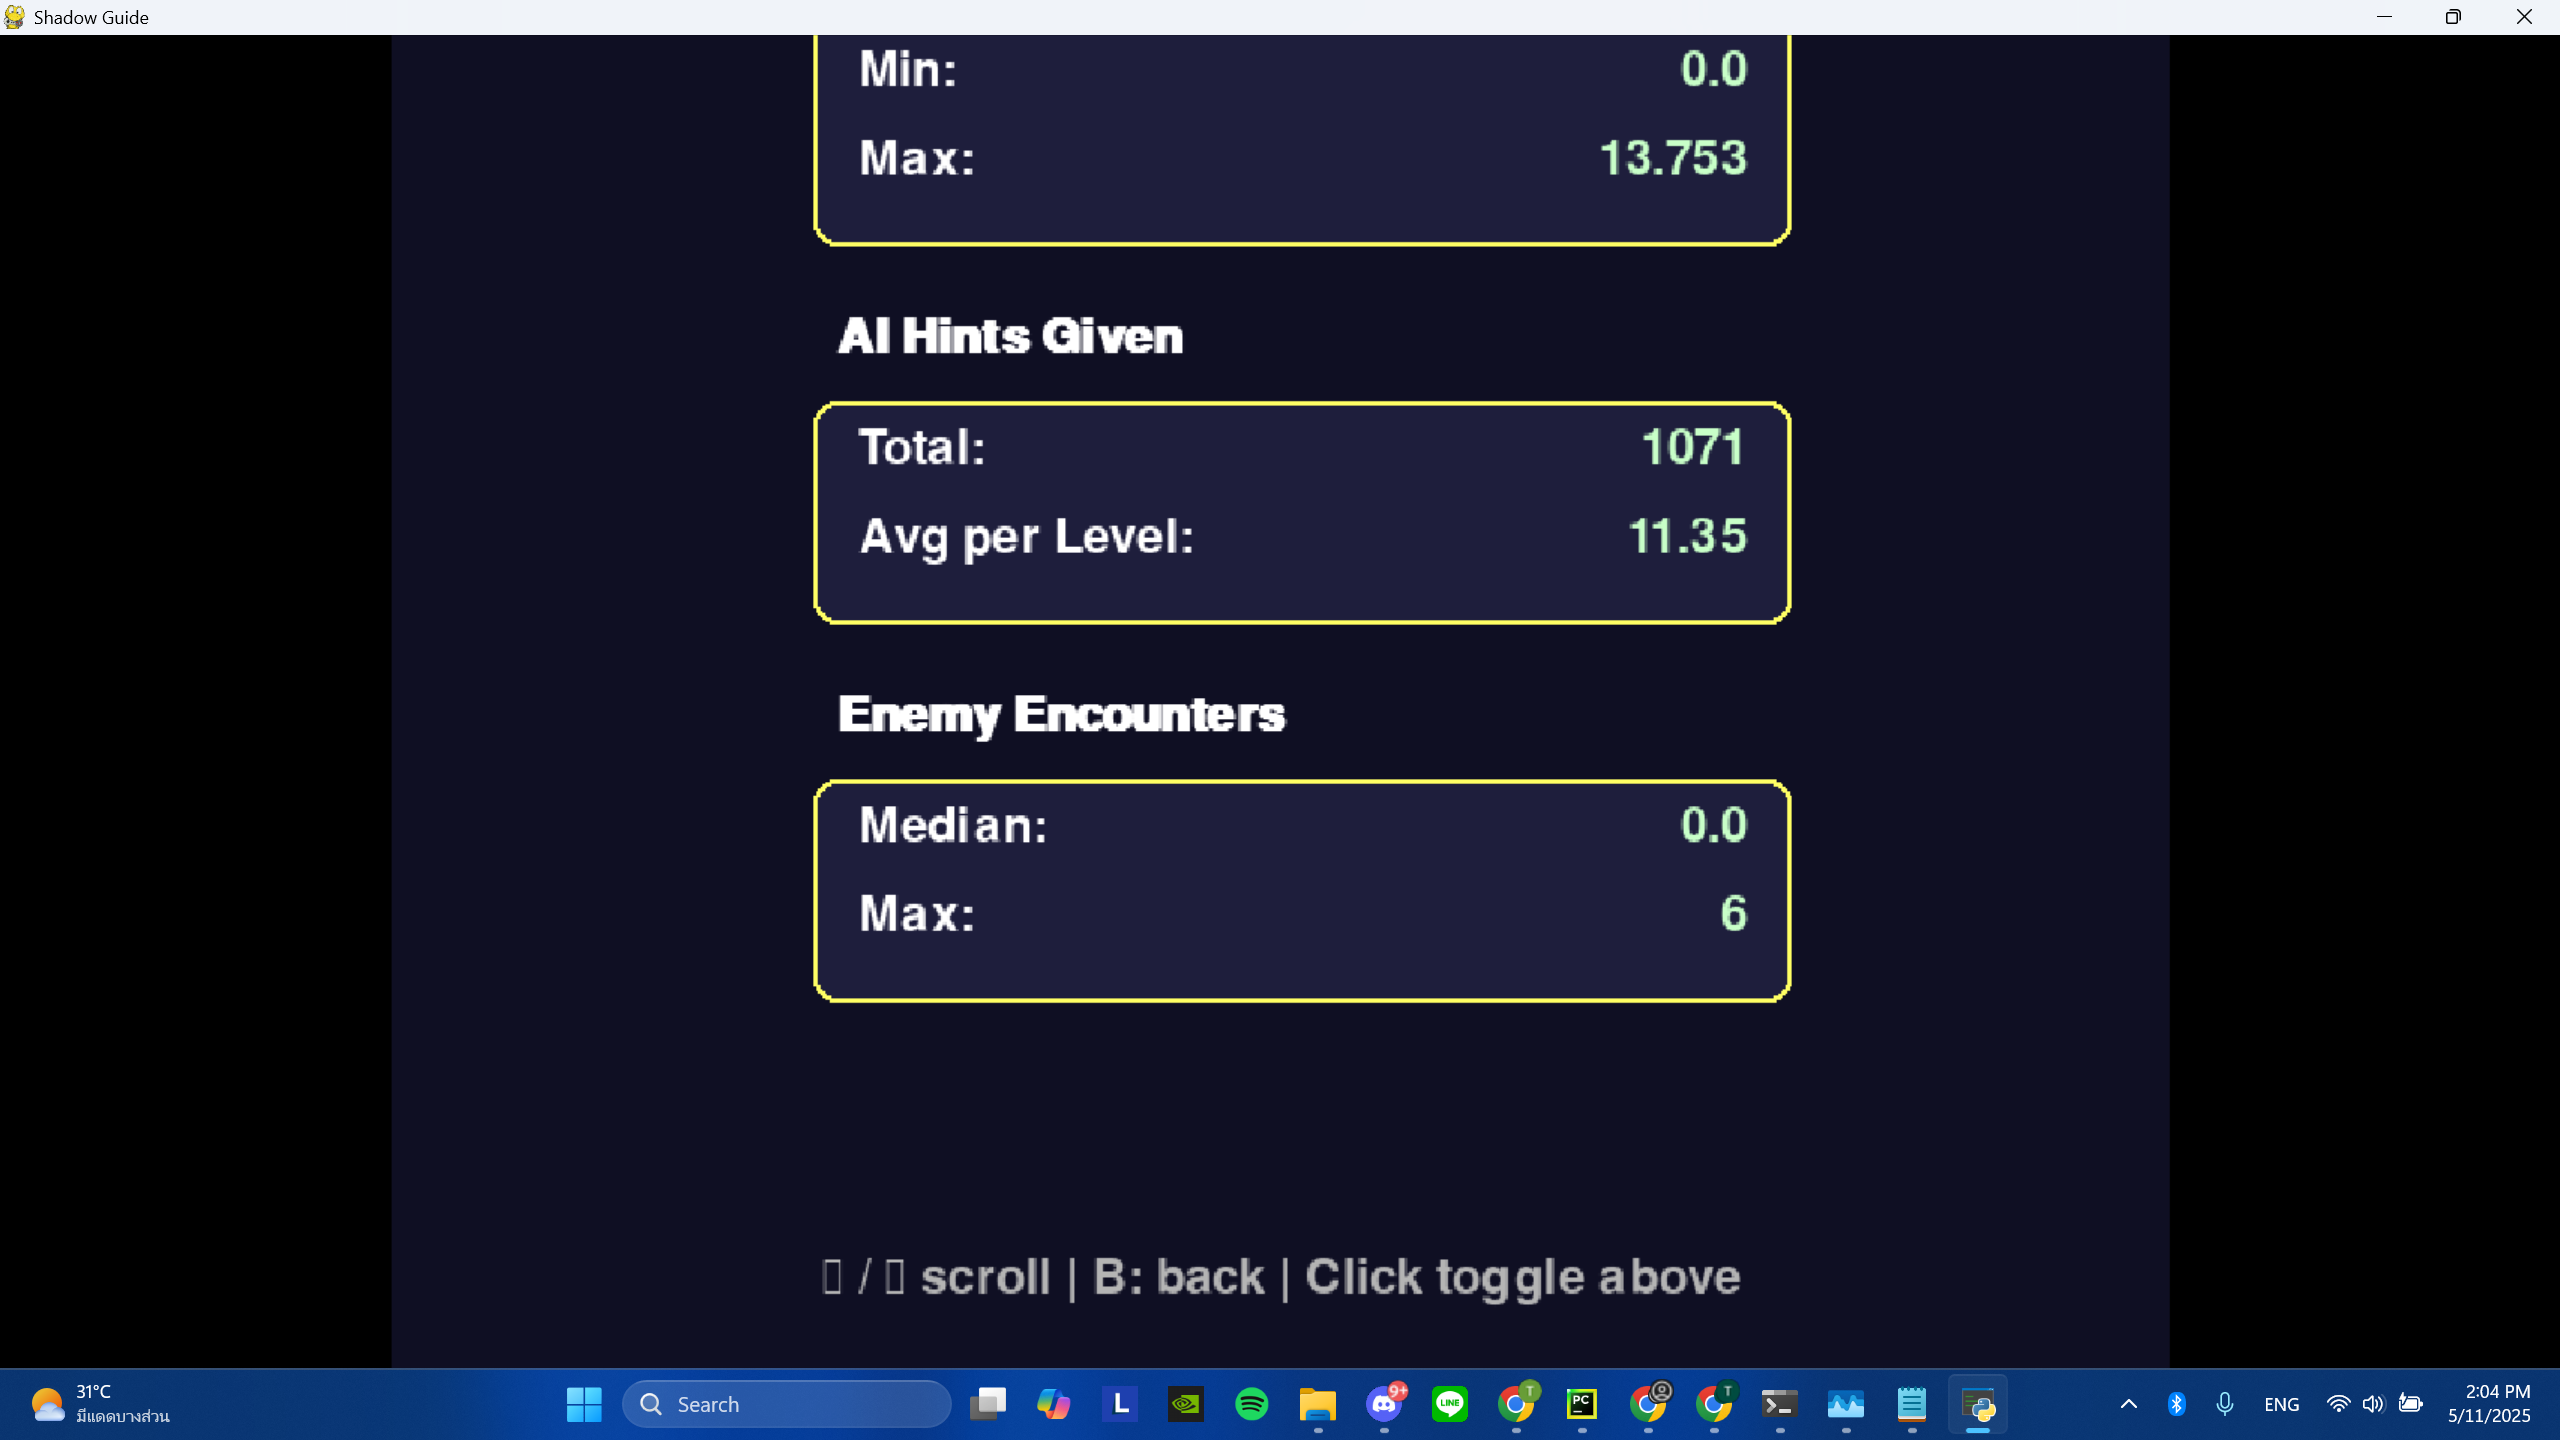 Shadow Guide
Min: 0.0
Max: 13.753
AI Hints Given
Total: 1071
Avg per Level: 11.35
Enemy Encounters
Median: 0.0
Max: 6
▯ / ▯ scroll | B: back | Click toggle above
31°C
มีแดดบางส่วน
Search
L
9+
LINE
T
PC
T
ENG
2:04 PM
5/11/2025